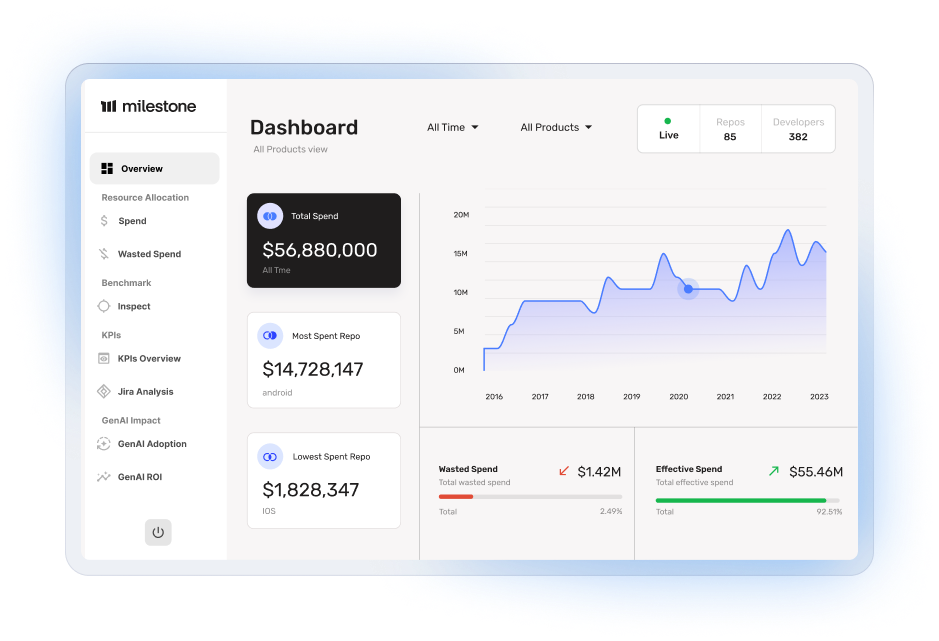 milestone
Overview
Resource Allocation
$ Spend
Wasted Spend
Benchmark
Inspect
KPIs
KPIs Overview
Jira Analysis
GenAI Impact
GenAI Adoption
GenAI ROI
Dashboard
All Products view
All Time
All Products
Live
Repos
85
Developers
382
Total Spend
$56,880,000
All Tme
Most Spent Repo
$14,728,147
android
Lowest Spent Repo
$1,828,347
IOS
20M
15M
10M
5M
0M
2016 2017 2018 2019 2020 2021 2022 2023
Wasted Spend
$1.42M
Total wasted spend
Total
2.49%
Effective Spend
$55.46M
Total effective spend
Total
92.51%